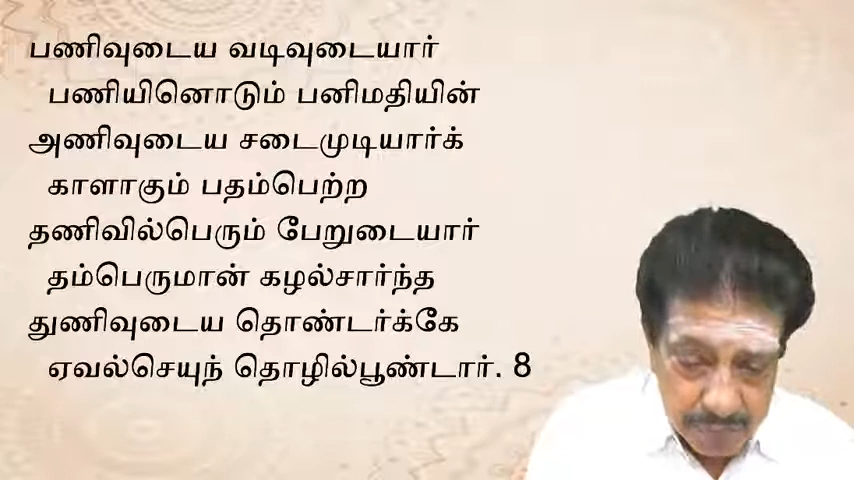 பணிவுடைய வடிவுடையார்
பணியினொடும் பனிமதியின்
அணிவுடைய சடைமுடியார்க்
காளாகும் பதம்பெற்ற
தணிவில்பெரும் பேறுடையார்
தம்பெருமான் கழல்சார்ந்த
துணிவுடைய தொண்டர்க்கே
ஏவல்செயுந் தொழில்பூண்டார். 8